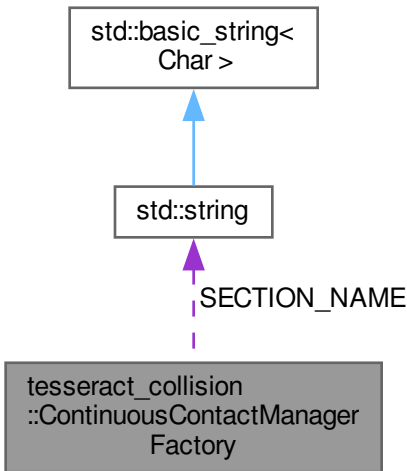 std::basic_string<
Char >
std::string
SECTION_NAME
tesseract_collision
::ContinuousContactManager
Factory